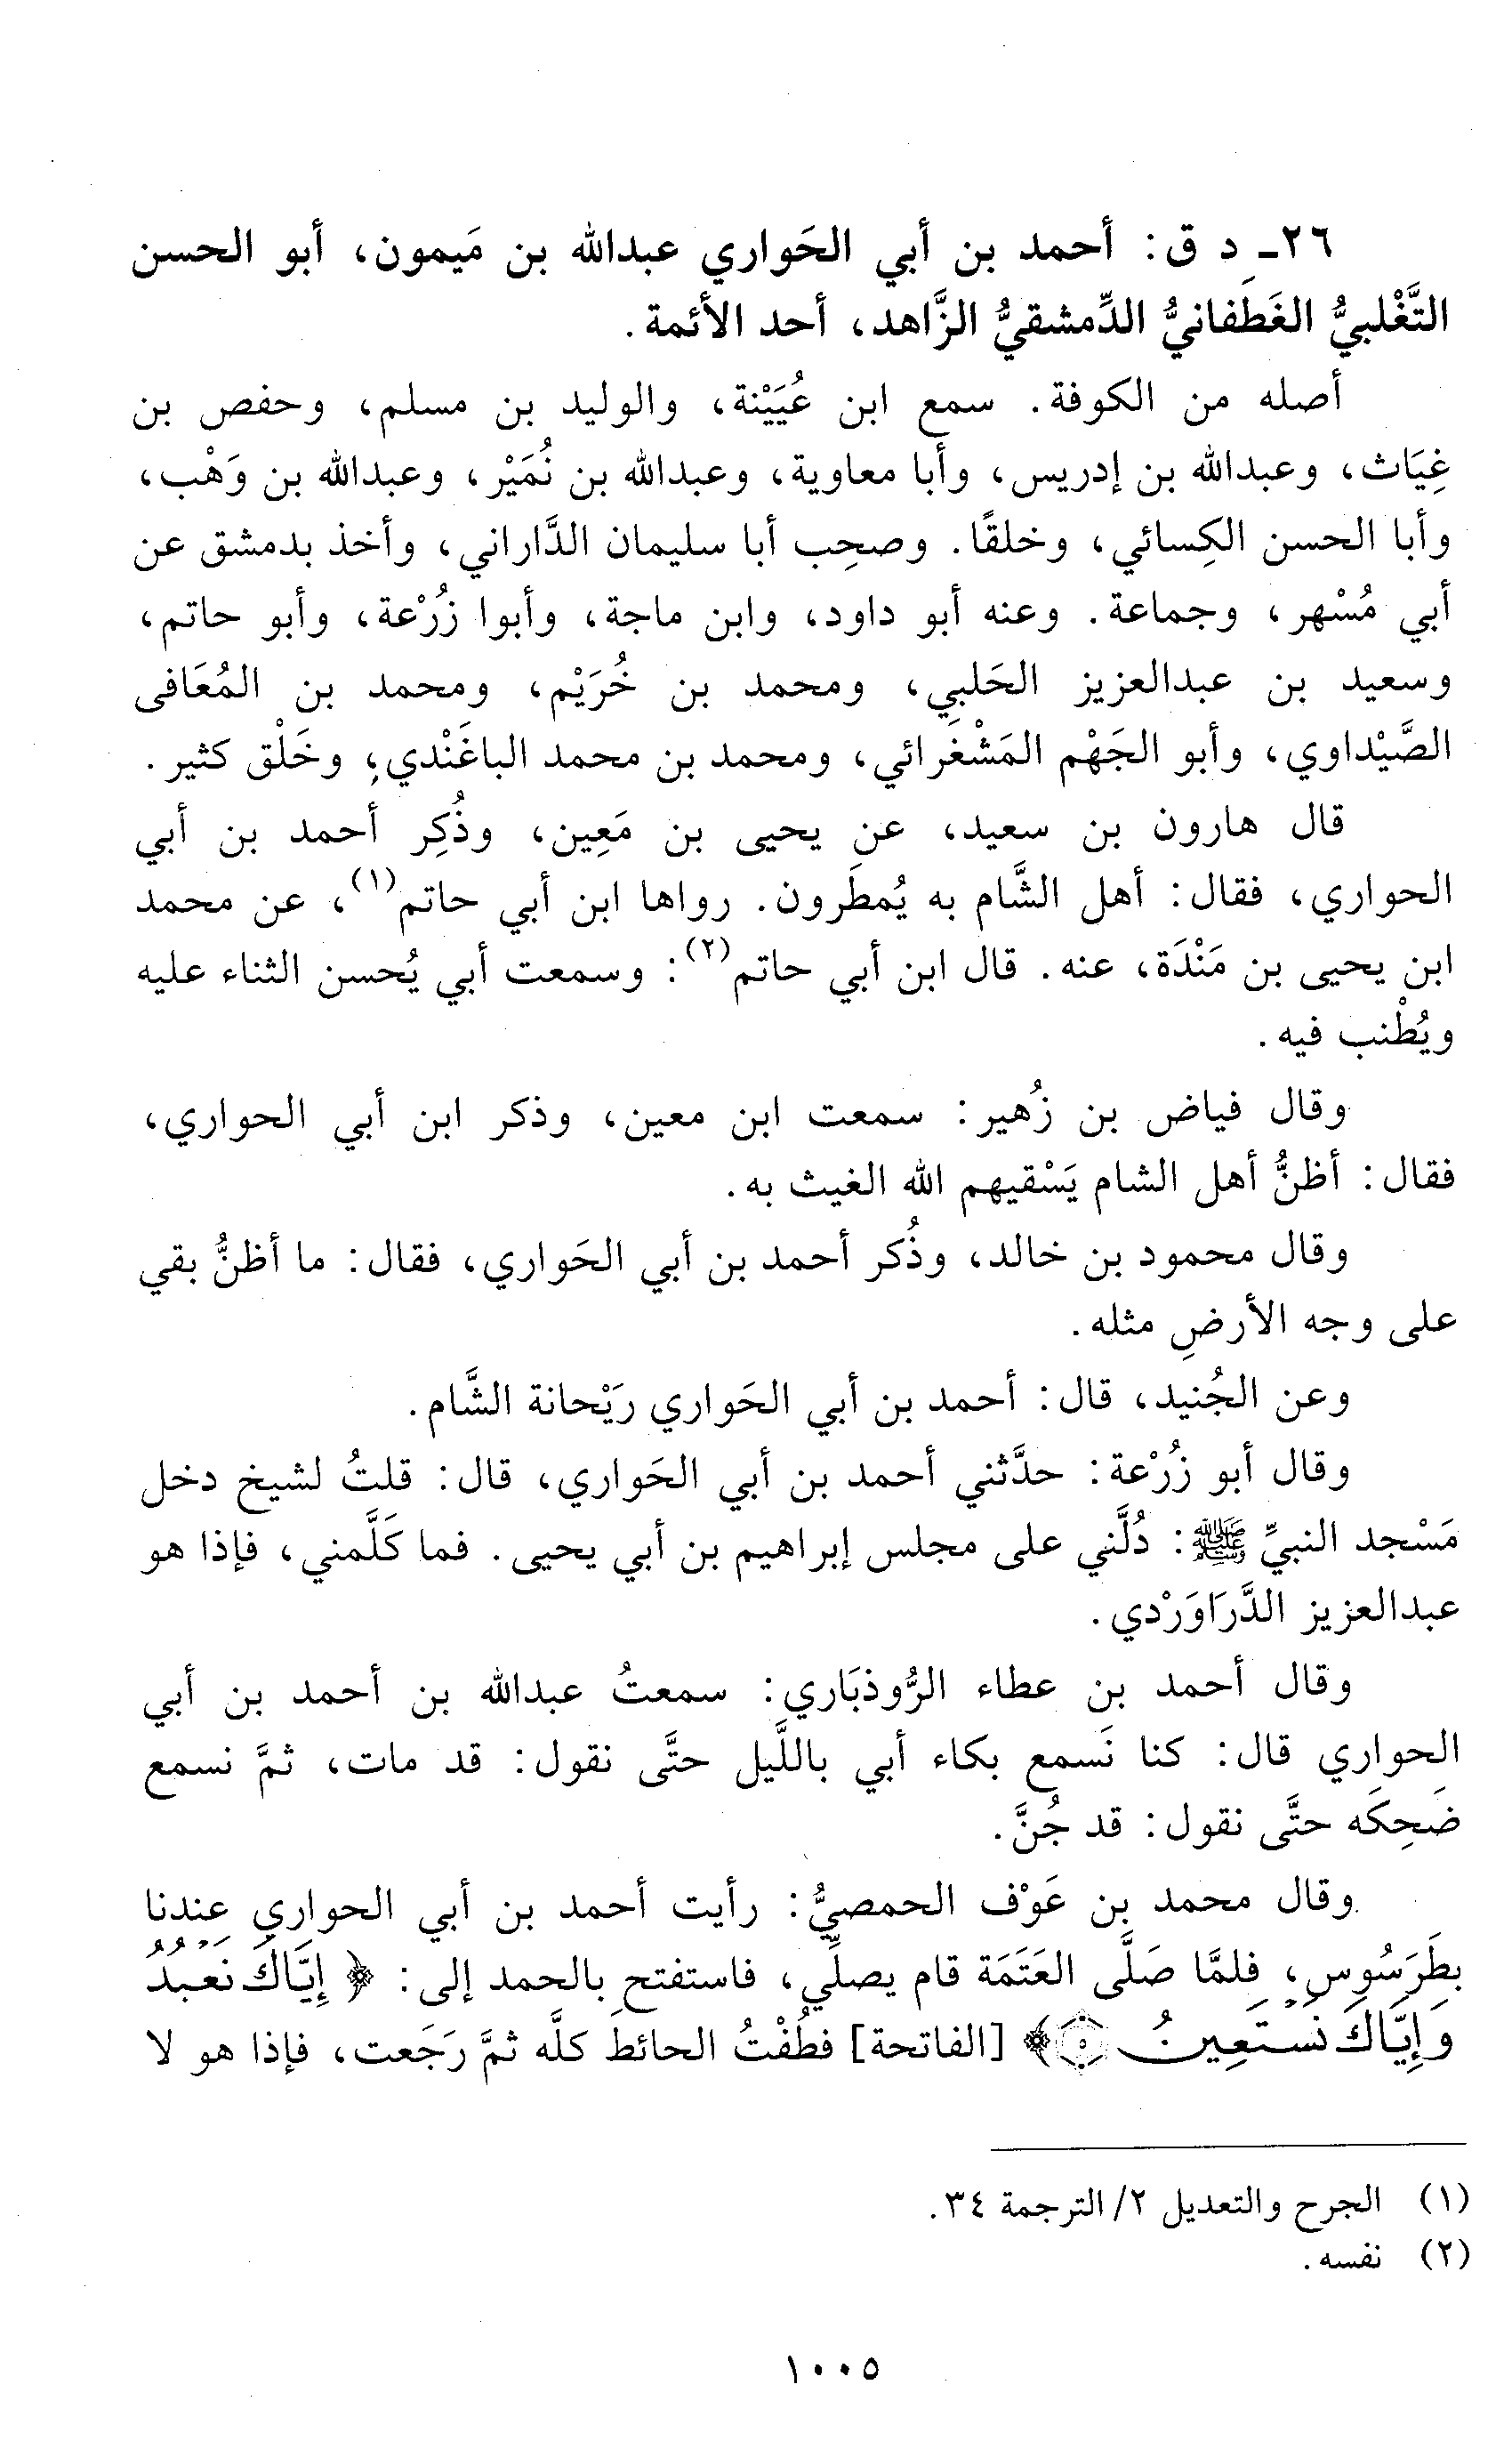 ٢٦ـ د ق: أحمد بن أبي الحَواري عبدالله بن مَيمون، أبو الحسن
التَّغْلبيُّ الغَطَفانيُّ الدِّمشقيُّ الزَّاهد، أحد الأئمة.
أصله من الكوفة. سمع ابن عُيَيْنة، والوليد بن مسلم، وحفص بن
غِيَاث، وعبدالله بن إدريس، وأبا معاوية، وعبدالله بن نُمَيْر، وعبدالله بن وَهْب،
وأبا الحسن الكِسائي، وخلقًا. وصحِب أبا سليمان الدَّاراني، وأخذ بدمشق عن
أبي مُسْهر، وجماعة. وعنه أبو داود، وابن ماجة، وأبوا زُرْعة، وأبو حاتم،
وسعيد بن عبدالعزيز الحَلبي، ومحمد بن خُرَيْم، ومحمد بن المُعَافى
الصَّيْداوي، وأبو الجَهْم المَشْغَرائي، ومحمد بن محمد الباغَنْدي، وخَلْق كثير.
قال هارون بن سعيد، عن يحيى بن مَعِين، وذُكِر أحمد بن أبي
الحواري، فقال: أهل الشَّام به يُمطَرون. رواها ابن أبي حاتم(١)، عن محمد
ابن يحيى بن مَنْدَة، عنه. قال ابن أبي حاتم(٢): وسمعت أبي يُحسن الثناء عليه
ويُطْنب فيه.
وقال فياض بن زُهير: سمعت ابن معين، وذكر ابن أبي الحواري،
فقال: أظنُّ أهل الشام يَسْقيهم الله الغيث به.
وقال محمود بن خالد، وذُكر أحمد بن أبي الحَواري، فقال: ما أظنُّ بقي
على وجه الأرضِ مثله.
وعن الجُنيد، قال: أحمد بن أبي الحَواري رَيْحانة الشَّام.
وقال أبو زُرْعة: حدَّثني أحمد بن أبي الحَواري، قال: قلتُ لشيخ دخل
مَسْجد النبيِّ ﷺ: دُلَّني على مجلس إبراهيم بن أبي يحيى. فما كَلَّمني، فإذا هو
عبدالعزيز الدَّرَاوَرْدي.
وقال أحمد بن عطاء الرُّوذبَاري: سمعتُ عبدالله بن أحمد بن أبي
الحواري قال: كنا نَسمع بكاء أبي باللَّيل حتَّى نقول: قد مات، ثمَّ نسمع
ضَحِكَه حتَّى نقول: قد جُنَّ.
وقال محمد بن عَوْف الحمصيُّ: رأيت أحمد بن أبي الحواري عندنا
بطَرَسُوس، فلمَّا صَلَّى العَتَمَة قام يصلِّي، فاستفتح بالحمد إلى: ﴿ إِيَّاكَ نَعْبُدُ
وَإِيَّاكَ نَسْتَعِينُ ۝٥﴾ [الفاتحة] فطُفْتُ الحائطَ كلَّه ثمَّ رَجَعت، فإذا هو لا
(١) الجرح والتعديل ٢/ الترجمة ٣٤.
(٢) نفسه.
١٠٠٥